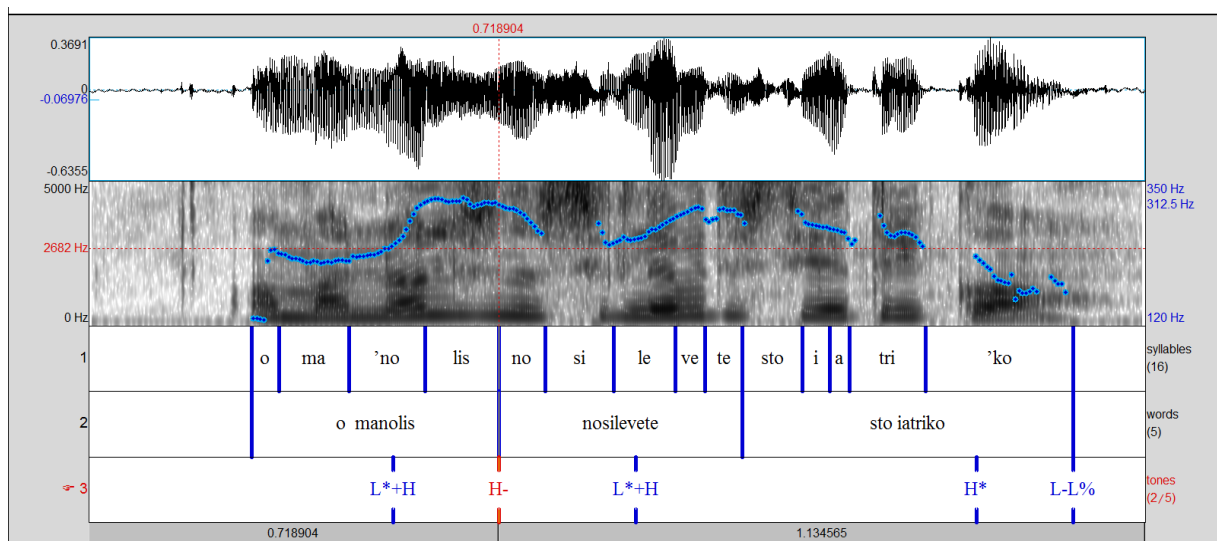 0.718904
0.3691
0
-0.06976
-0.6355
5000 Hz
350 Hz
312.5 Hz
2682 Hz
0 Hz
120 Hz
1 o ma ’no lis no si le ve te sto i a tri ’ko syllables (16)
2 o manolis nosilevete sto iatriko words (5)
3 L*+H H- L*+H H* L-L% tones (2/5)
0.718904 1.134565